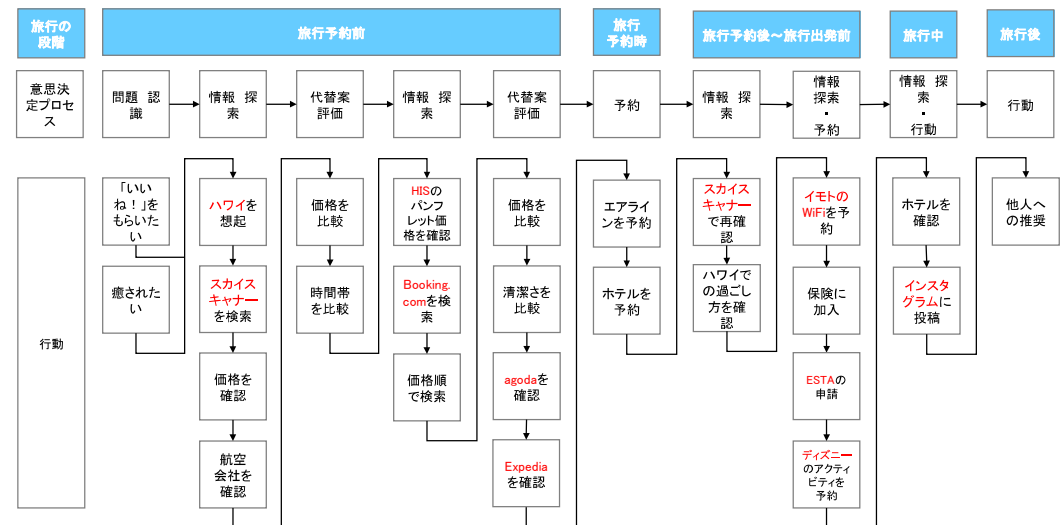 旅行の
段階
旅行予約前
旅行
予約時
旅行予約後～旅行出発前
旅行中
旅行後
意思決
定プロセ
ス
問題 認
識
情報 探
索
代替案
評価
情報 探
索
代替案
評価
予約
情報 探
索
情報
探索
・
予約
情報 探
索
・
行動
行動
行動
「いい
ね！」を
もらいた
い
癒された
い
ハワイを
想起
スカイス
キャナー
を検索
価格を
確認
航空
会社を
確認
価格を
比較
時間帯
を比較
HISの
パンフ
レット価
格を確認
Booking.
comを検
索
価格順
で検索
価格を
比較
清潔さを
比較
agodaを
確認
Expedia
を確認
エアライ
ンを予約
ホテルを
予約
スカイス
キャナー
で再確
認
ハワイで
の過ごし
方を確
認
イモトの
WiFiを予
約
保険に
加入
ESTAの
申請
ディズニー
のアクティ
ビティを
予約
ホテルを
確認
インスタ
グラムに
投稿
他人へ
の推奨